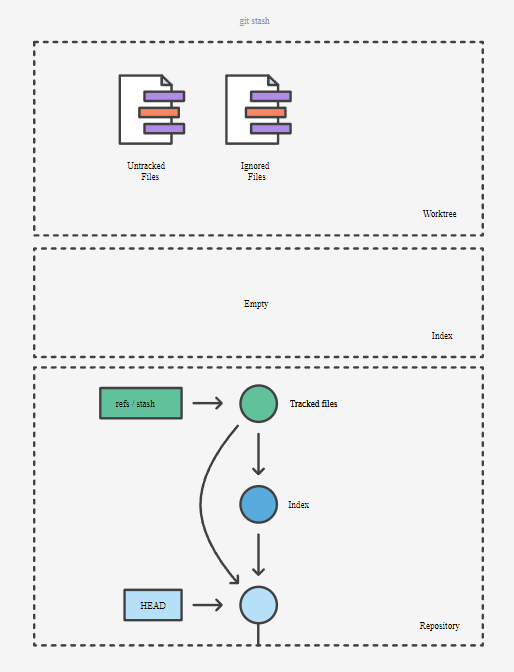 git stash
Untracked
Files
Ignored
Files
Worktree
Empty
Index
refs / stash
Tracked files
Index
HEAD
Repository